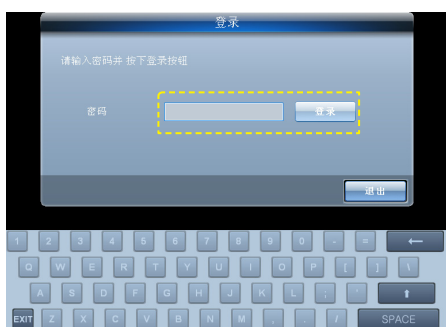 登录
请输入密码并 按下登录按钮
密码 登录
退出
1 2 3 4 5 6 7 8 9 0 - = ←
Q W E R T Y U I O P [ ] \
A S D F G H J K L ; ' ↑
EXIT Z X C V B N M , . / SPACE